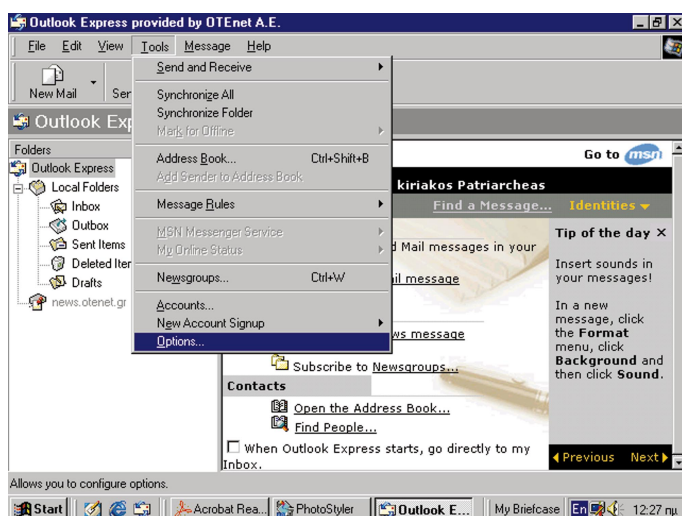 Outlook Express provided by OTEnet A.E.
File Edit View Tools Message Help
New Mail Ser
Send and Receive
Synchronize All
Synchronize Folder
Mark for Offline
Address Book... Ctrl+Shift+B
Add Sender to Address Book
Message Rules
MSN Messenger Service
My Online Status
Newsgroups... Ctrl+W
Accounts...
New Account Signup
Options...
Outlook Exp
Folders
Outlook Express
Local Folders
Inbox
Outbox
Sent Items
Deleted Iter
Drafts
news.otenet.gr
Go to msn
kiriakos Patriarcheas
Find a Message... Identities
d Mail messages in your
il message
ws message
Subscribe to Newsgroups...
Contacts
Open the Address Book...
Find People...
When Outlook Express starts, go directly to my
Inbox.
Tip of the day X
Insert sounds in
your messages!
In a new
message, click
the Format
menu, click
Background and
then click Sound.
Previous Next
Allows you to configure options.
Start Acrobat Rea... PhotoStyler Outlook E... My Briefcase En 12:27 πμ